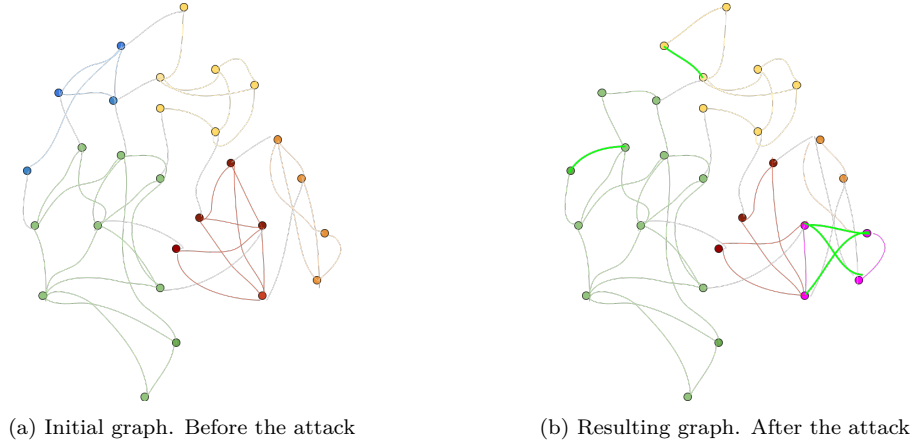 (a) Initial graph. Before the attack
(b) Resulting graph. After the attack